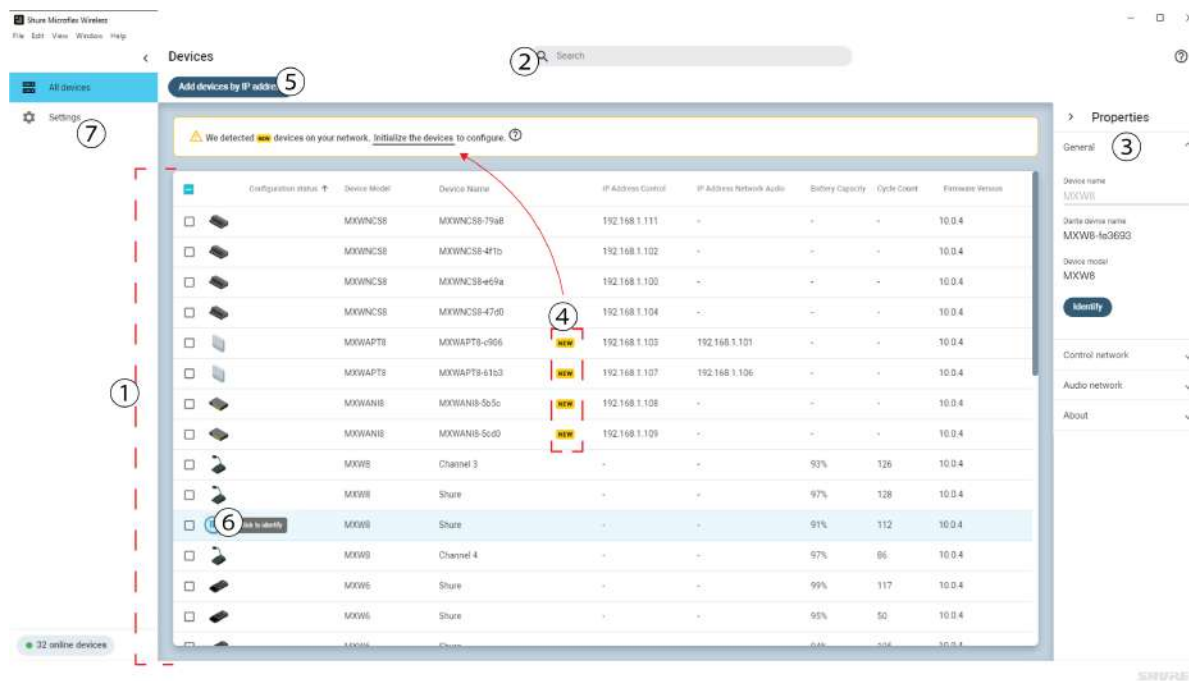 Shure Microflex Wireless
File Edit View Window Help
Devices
2
Search
All devices
Add devices by IP
5
Settings
7
We detected NEW devices on your network. Initialize the devices to configure.
Properties
General
3
Device name
MXW8
Dante device name
MXW8-fe3693
Device model
MXW8
Identify
Control network
Audio network
About
1
4
Configuration status Device Model Device Name IP Address Control IP Address Network Audio Battery Capacity Cycle Count Firmware Version
MXWNCS8 MXWNCS8-79a8 192.168.1.111 - - - 10.0.4
MXWNCS8 MXWNCS8-4f1b 192.168.1.102 - - - 10.0.4
MXWNCS8 MXWNCS8-e69a 192.168.1.100 - - - 10.0.4
MXWNCS8 MXWNCS8-47d0 192.168.1.104 - - - 10.0.4
MXWAPT8 MXWAPT8-c906 NEW 192.168.1.103 192.168.1.101 - - 10.0.4
MXWAPT8 MXWAPT8-61b3 NEW 192.168.1.107 192.168.1.106 - - 10.0.4
MXWANI8 MXWANI8-5b5c NEW 192.168.1.108 - - - 10.0.4
MXWANI8 MXWANI8-5cd0 NEW 192.168.1.109 - - - 10.0.4
MXW8 Channel 3 - - 93% 126 10.0.4
MXW8 Shure - - 97% 128 10.0.4
6 to identify MXW8 Shure - - 91% 112 10.0.4
MXW8 Channel 4 - - 97% 86 10.0.4
MXW6 Shure - - 99% 117 10.0.4
MXW6 Shure - - 95% 50 10.0.4
32 online devices
SHURE